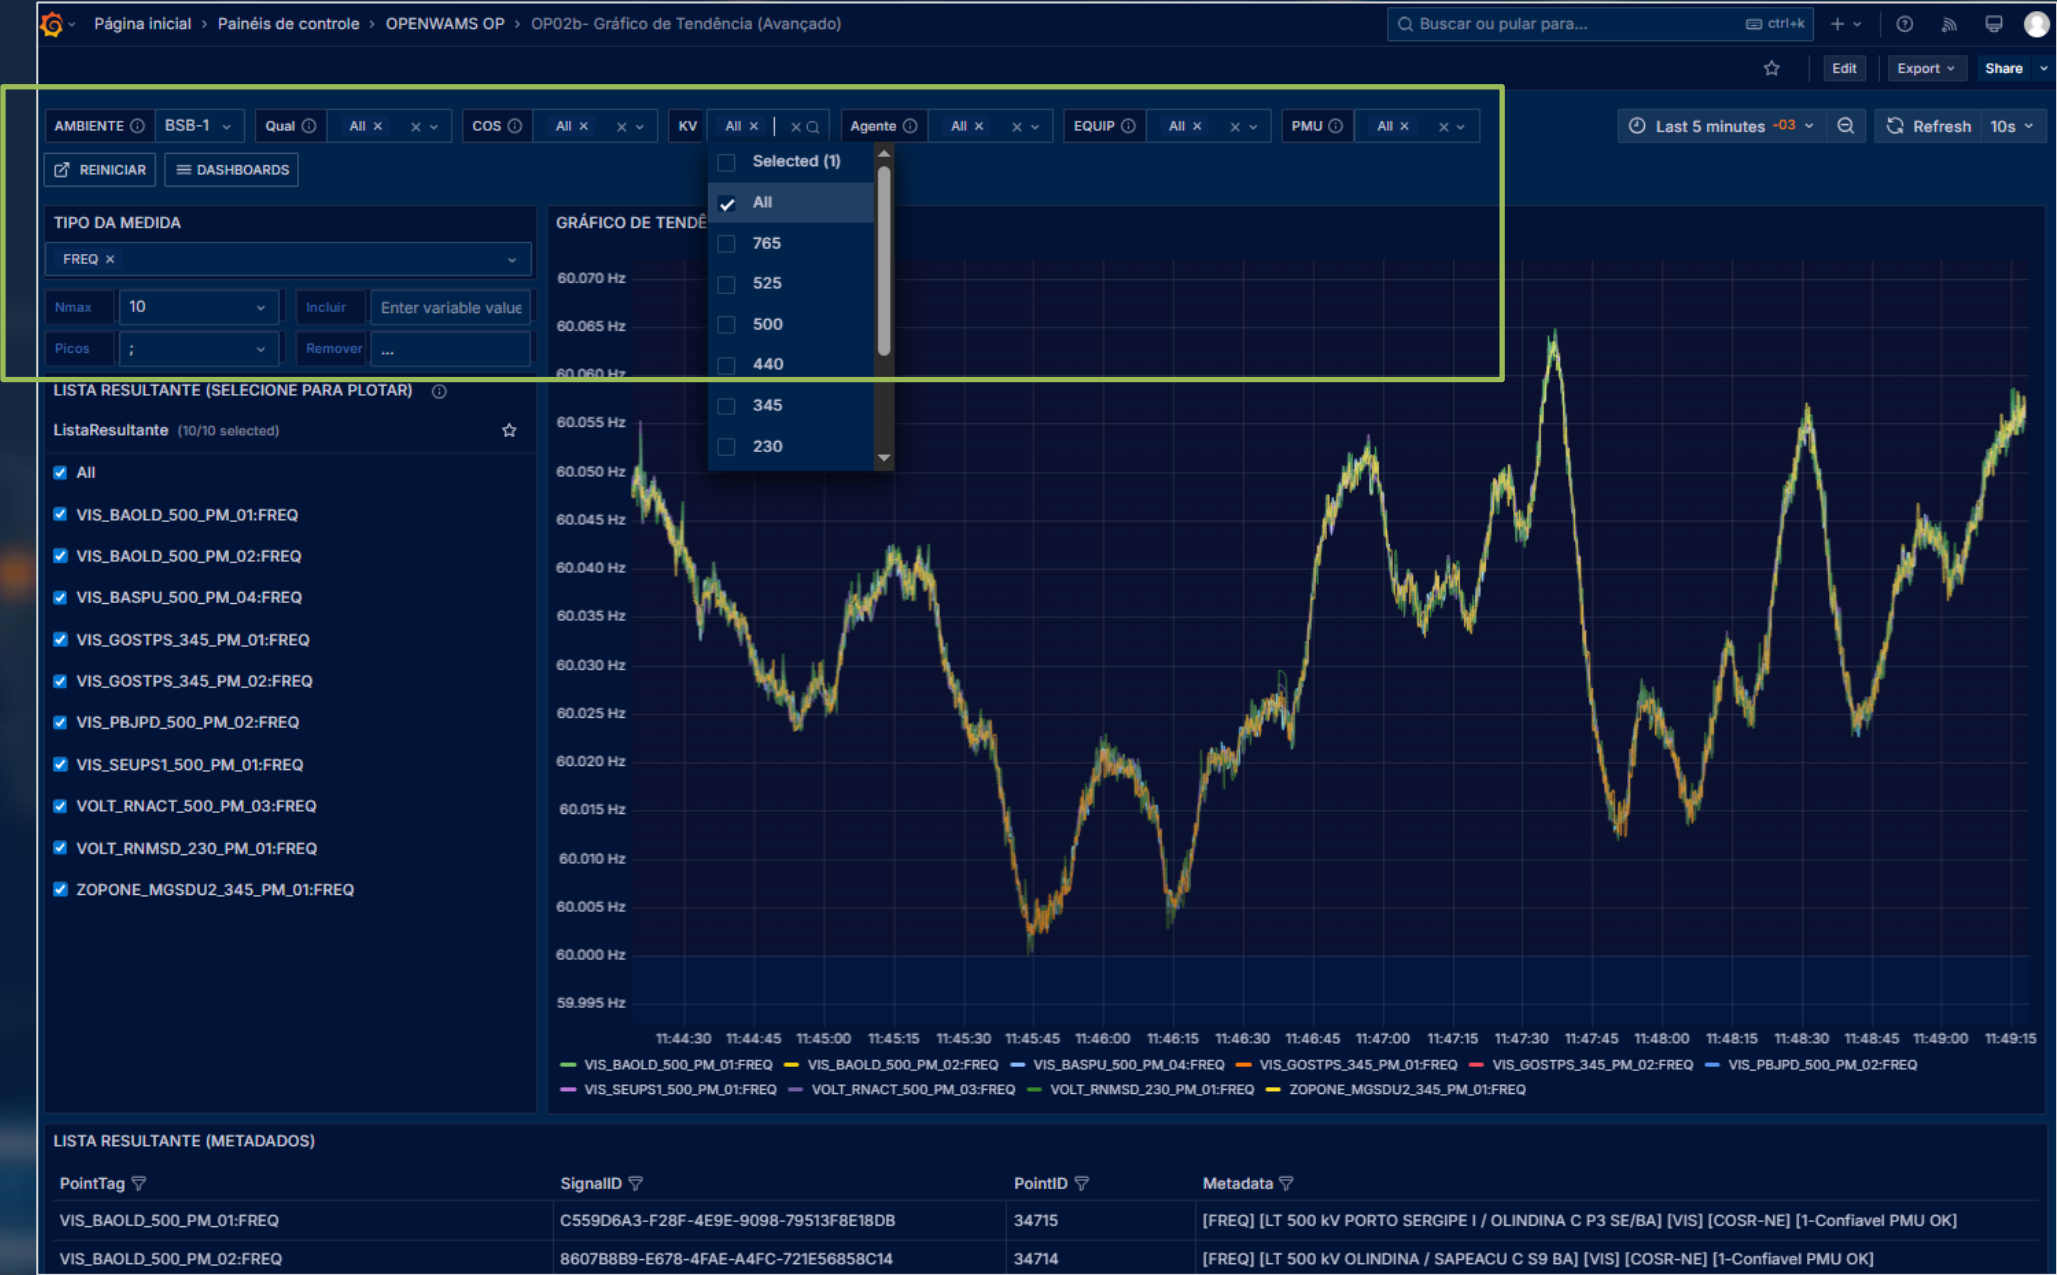 Página inicial › Painéis de controle › OPENWAMS OP › OP02b- Gráfico de Tendência (Avançado)
Buscar ou pular para... ctrl+k
Edit Export Share
AMBIENTE BSB-1 Qual All × COS All × KV All × Agente All × EQUIP All × PMU All × Last 5 minutes -03 Refresh 10s
REINICIAR DASHBOARDS
Selected (1)
All
765
525
500
440
345
230
TIPO DA MEDIDA
FREQ ×
Nmax 10 Incluir Enter variable value
Picos ; Remover ...
LISTA RESULTANTE (SELECIONE PARA PLOTAR)
ListaResultante (10/10 selected)
All
VIS_BAOLD_500_PM_01:FREQ
VIS_BAOLD_500_PM_02:FREQ
VIS_BASPU_500_PM_04:FREQ
VIS_GOSTPS_345_PM_01:FREQ
VIS_GOSTPS_345_PM_02:FREQ
VIS_PBJPD_500_PM_02:FREQ
VIS_SEUPS1_500_PM_01:FREQ
VOLT_RNACT_500_PM_03:FREQ
VOLT_RNMSD_230_PM_01:FREQ
ZOPONE_MGSDU2_345_PM_01:FREQ
GRÁFICO DE TENDÊ
60.070 Hz
60.065 Hz
60.060 Hz
60.055 Hz
60.050 Hz
60.045 Hz
60.040 Hz
60.035 Hz
60.030 Hz
60.025 Hz
60.020 Hz
60.015 Hz
60.010 Hz
60.005 Hz
60.000 Hz
59.995 Hz
11:44:30 11:44:45 11:45:00 11:45:15 11:45:30 11:45:45 11:46:00 11:46:15 11:46:30 11:46:45 11:47:00 11:47:15 11:47:30 11:47:45 11:48:00 11:48:15 11:48:30 11:48:45 11:49:00 11:49:15
VIS_BAOLD_500_PM_01:FREQ VIS_BAOLD_500_PM_02:FREQ VIS_BASPU_500_PM_04:FREQ VIS_GOSTPS_345_PM_01:FREQ VIS_GOSTPS_345_PM_02:FREQ VIS_PBJPD_500_PM_02:FREQ
VIS_SEUPS1_500_PM_01:FREQ VOLT_RNACT_500_PM_03:FREQ VOLT_RNMSD_230_PM_01:FREQ ZOPONE_MGSDU2_345_PM_01:FREQ
LISTA RESULTANTE (METADADOS)
PointTag SignalID PointID Metadata
VIS_BAOLD_500_PM_01:FREQ C559D6A3-F28F-4E9E-9098-79513F8E18DB 34715 [FREQ] [LT 500 kV PORTO SERGIPE I / OLINDINA C P3 SE/BA] [VIS] [COSR-NE] [1-Confiavel PMU OK]
VIS_BAOLD_500_PM_02:FREQ 8607B8B9-E678-4FAE-A4FC-721E56858C14 34714 [FREQ] [LT 500 kV OLINDINA / SAPEACU C S9 BA] [VIS] [COSR-NE] [1-Confiavel PMU OK]